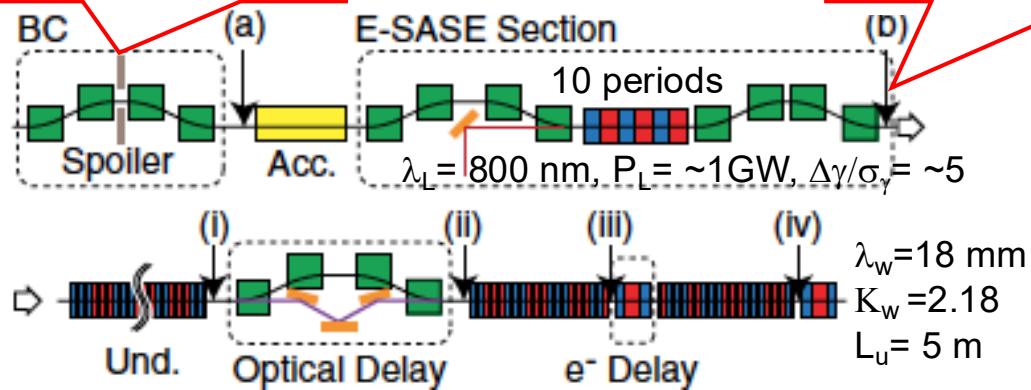 BC
(a)
E-SASE Section
(b)
10 periods
Spoiler
Acc.
λL= 800 nm, PL= ~1GW, Δγ/σγ= ~5
(i)
(ii)
(iii)
(iv)
λw=18 mm
Kw =2.18
Lu= 5 m
Und.
Optical Delay
e- Delay